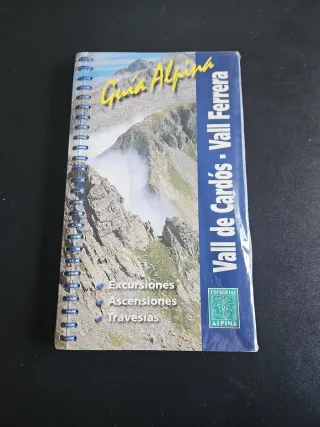 Guía Alpina
Vall de Cardós · Vall Ferrera
Excursiones
Ascensiones
Travesías
EDITORIAL
ALPINA